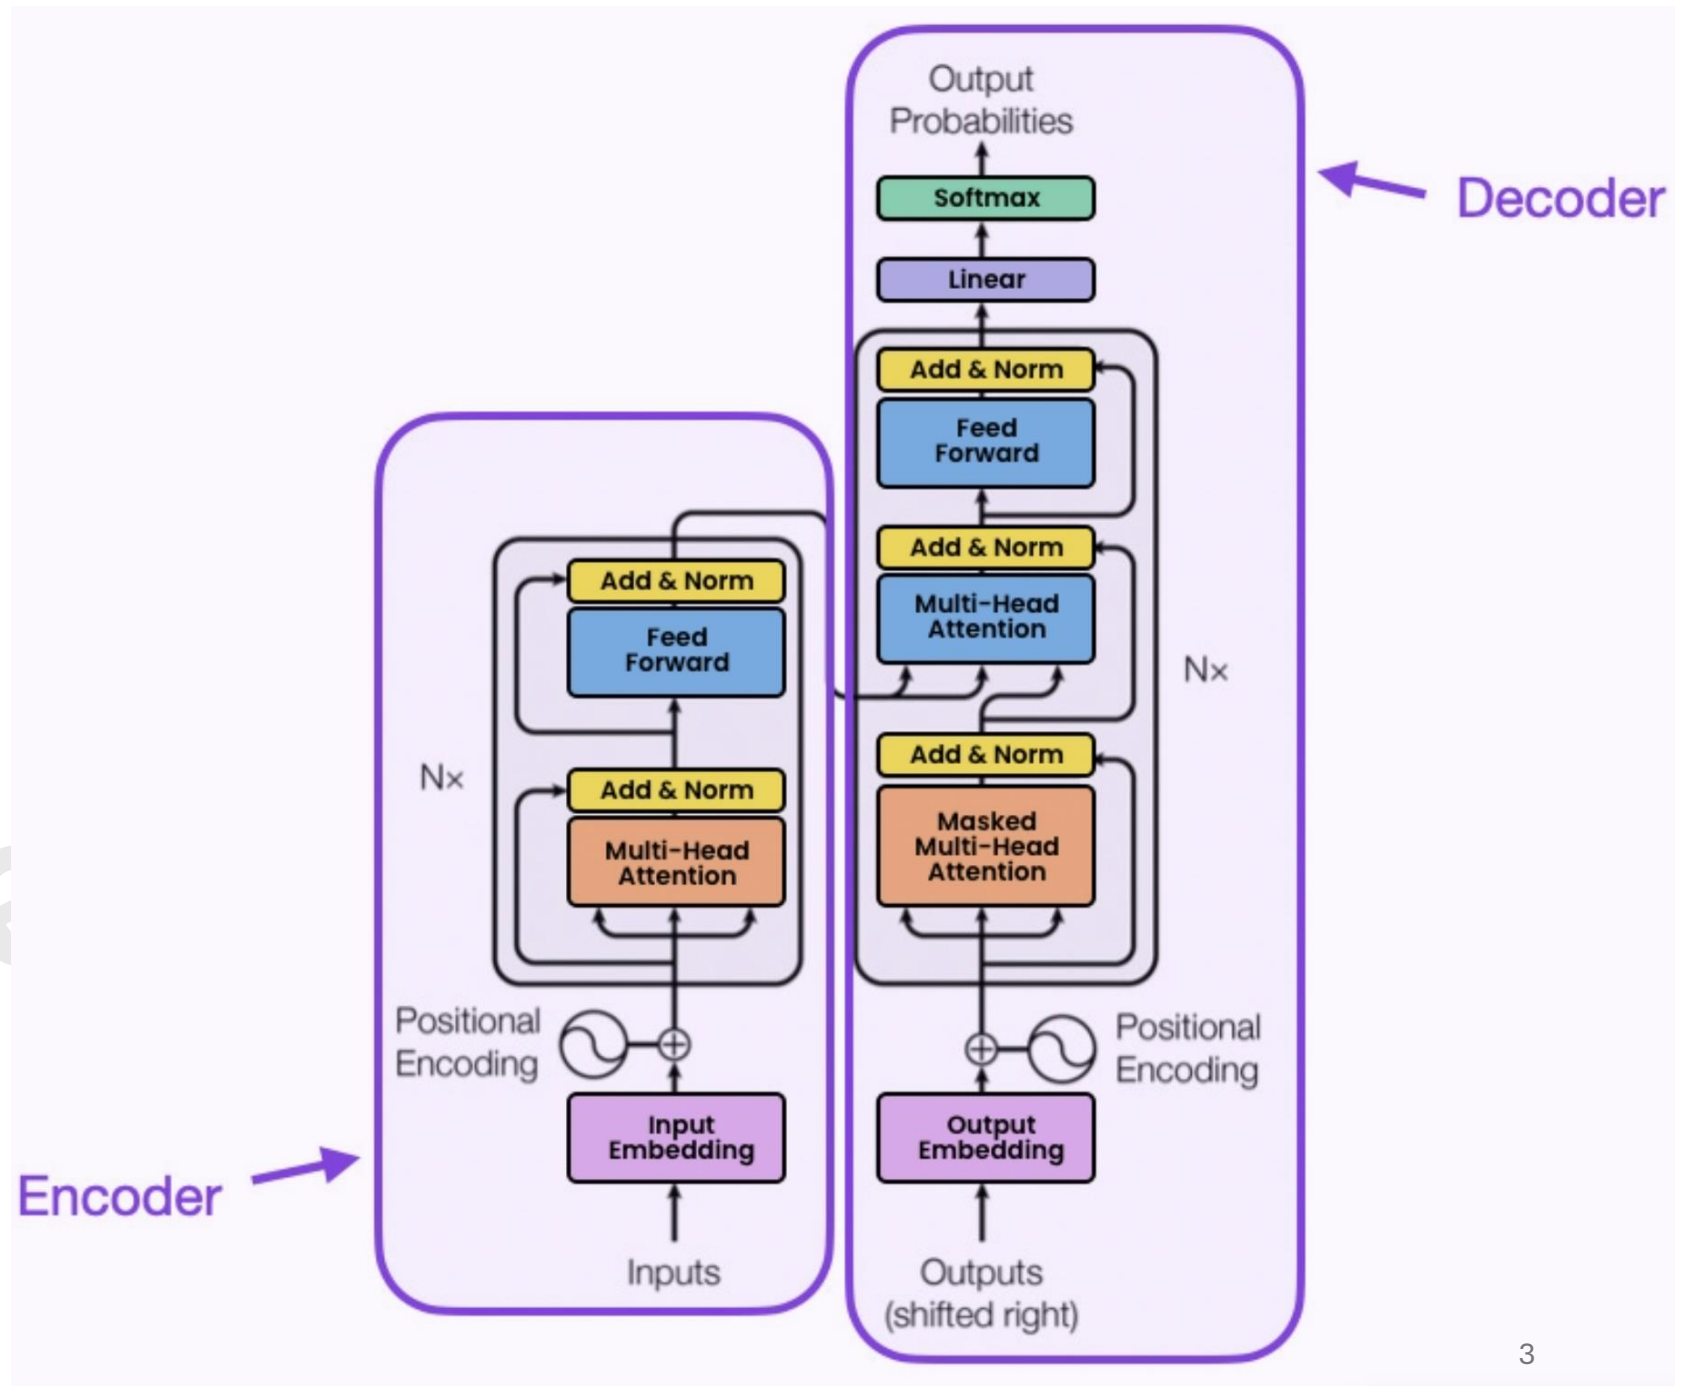 Output
Probabilities
Softmax
Linear
Add & Norm
Feed
Forward
Add & Norm
Multi-Head
Attention
Nx
Add & Norm
Masked
Multi-Head
Attention
Positional
Encoding
Output
Embedding
Outputs
(shifted right)
Decoder
Add & Norm
Feed
Forward
Nx
Add & Norm
Multi-Head
Attention
Positional
Encoding
Input
Embedding
Inputs
Encoder
3